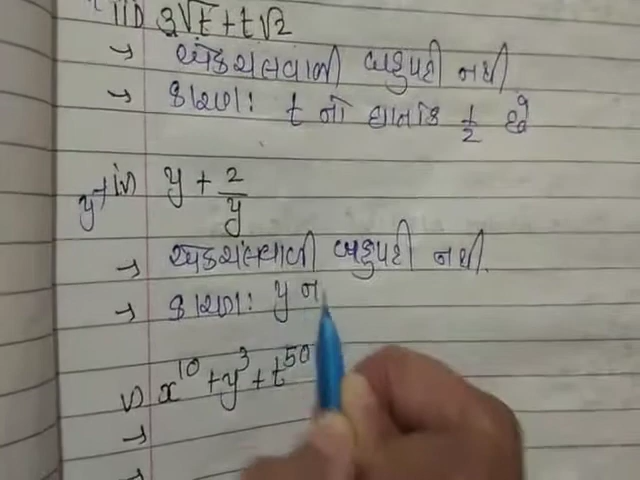 iii) 3√t + t√2
→ એકચલવાળી બહુપદી નથી
→ કારણ: t નો ઘાતાંક 1/2 છે
y⁻¹ iv) y + 2/y
→ એકચલવાળી બહુપદી નથી.
→ કારણ: y ન
v) x¹⁰ + y³ + t⁵⁰
→
→